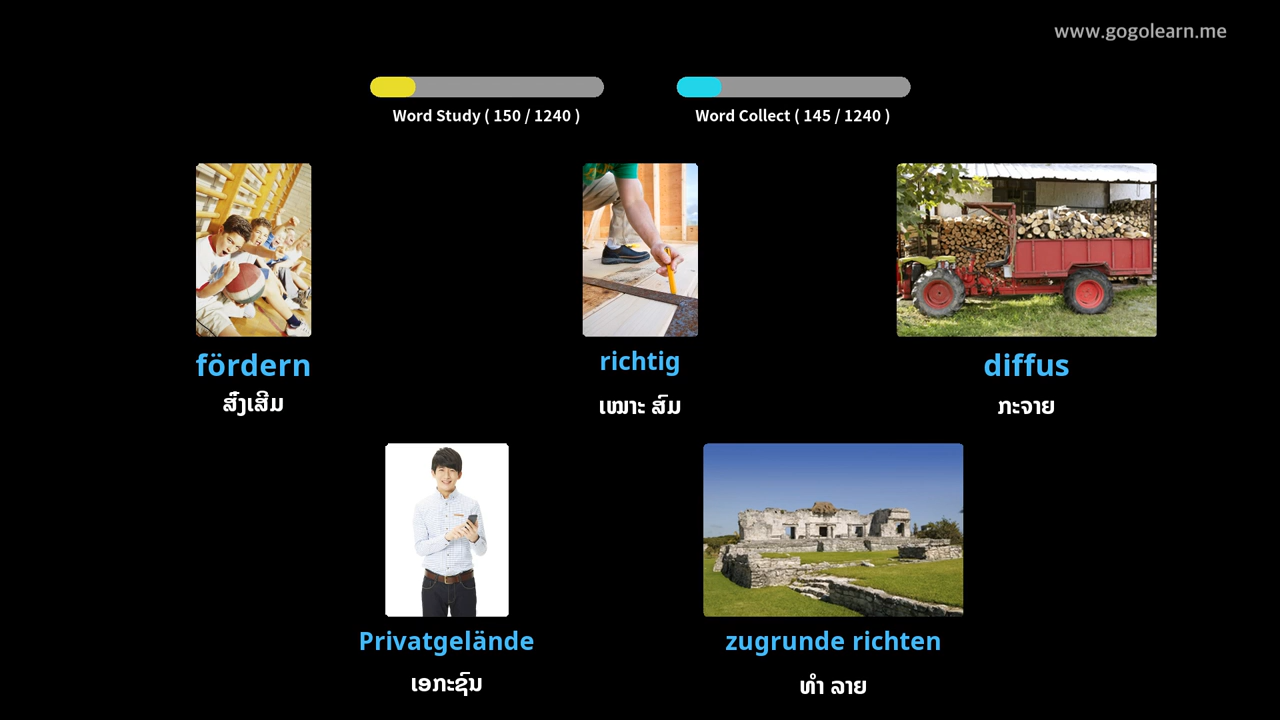 www.gogolearn.me
Word Study ( 150 / 1240 )
Word Collect ( 145 / 1240 )
fördern
ສົ່ງເສີມ
richtig
ເໝາະ ສົມ
diffus
ກະຈາຍ
Privatgelände
ເອກະຊົນ
zugrunde richten
ທຳ ລາຍ